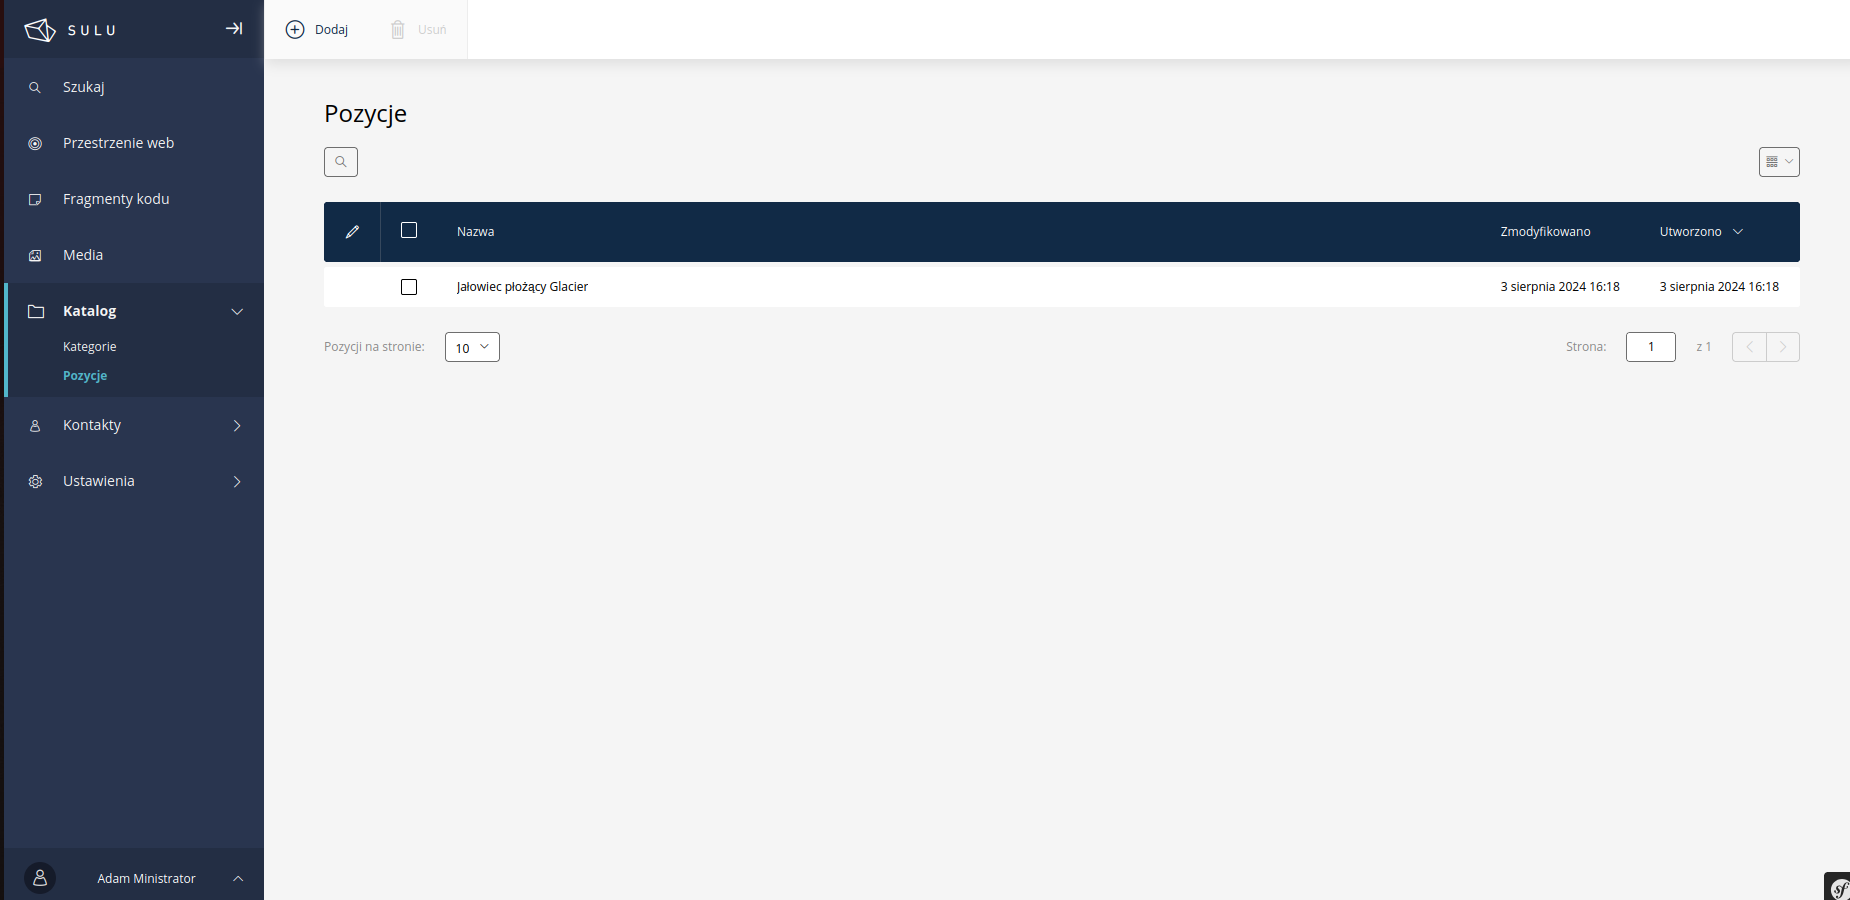 SULU
Dodaj
Usuń
Szukaj
Przestrzenie web
Fragmenty kodu
Media
Katalog
Kategorie
Pozycje
Kontakty
Ustawienia
Adam Ministrator
Pozycje
Nazwa Zmodyfikowano Utworzono
Jałowiec płożący Glacier 3 sierpnia 2024 16:18 3 sierpnia 2024 16:18
Pozycji na stronie: 10 Strona: 1 z 1
sf